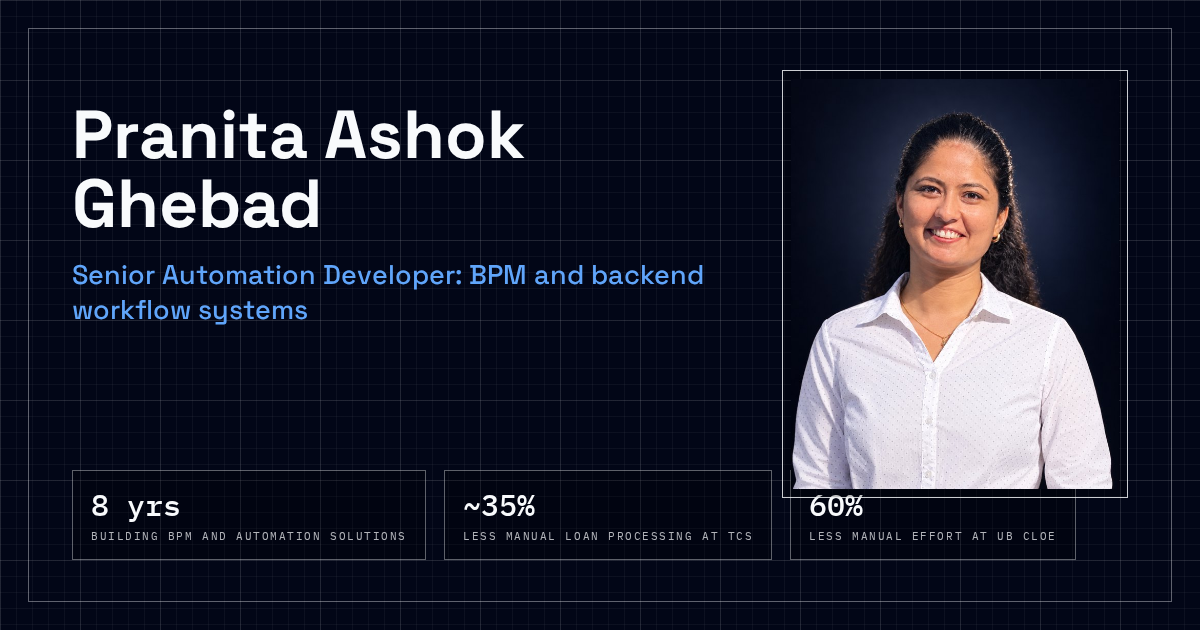 Pranita Ashok
Ghebad
Senior Automation Developer: BPM and backend
workflow systems
8 yrs
BUILDING BPM AND AUTOMATION SOLUTIONS
~35%
LESS MANUAL LOAN PROCESSING AT TCS
60%
LESS MANUAL EFFORT AT UB CLOE